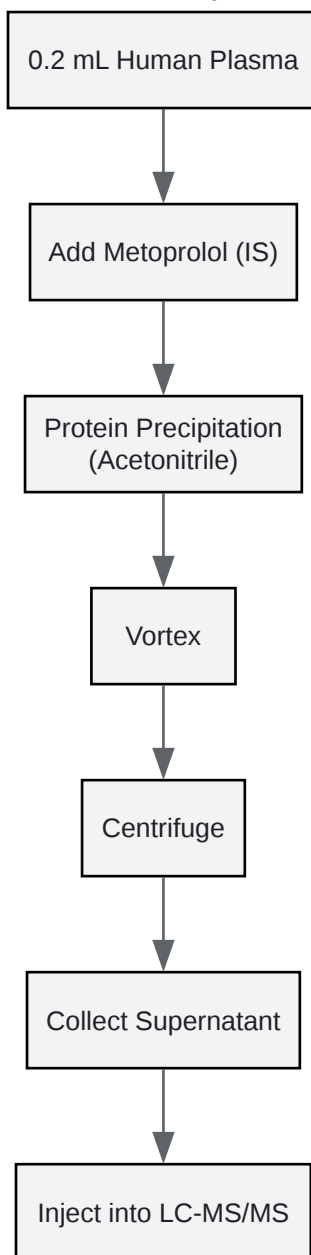 0.2 mL Human Plasma
Add Metoprolol (IS)
Protein Precipitation
(Acetonitrile)
Vortex
Centrifuge
Collect Supernatant
Inject into LC-MS/MS